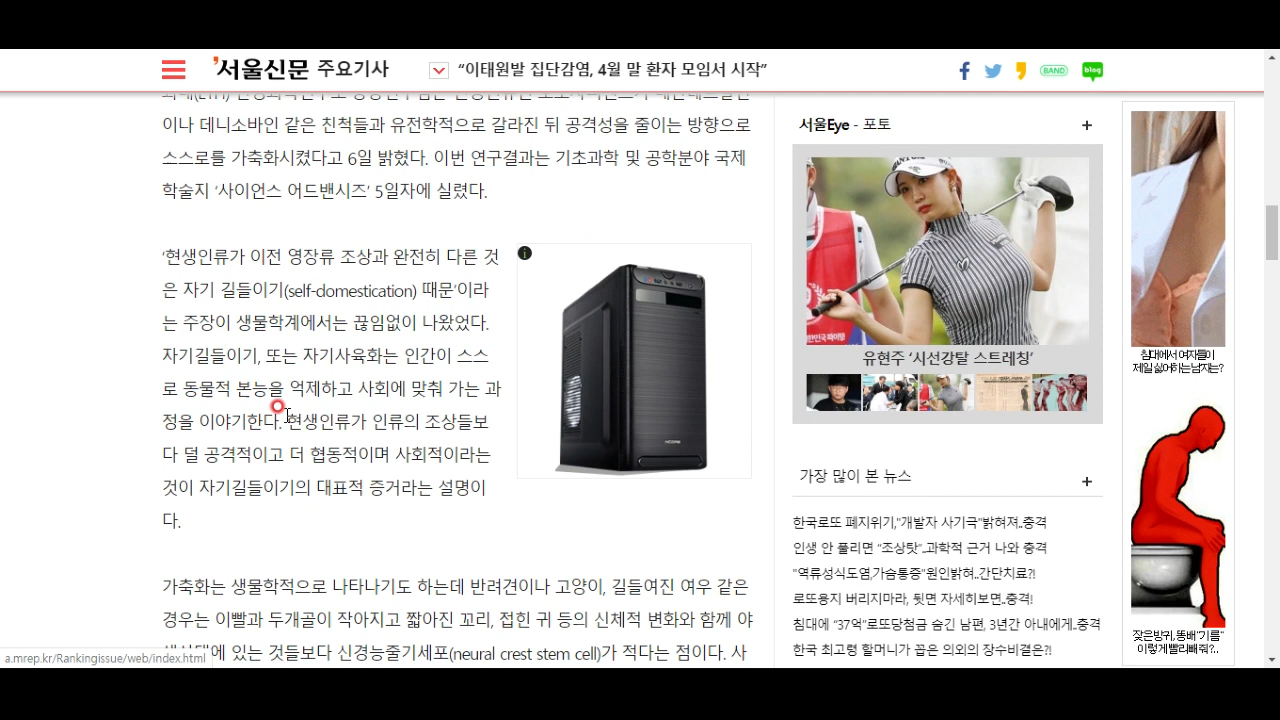 서울신문 주요기사
“이태원발 집단감염, 4월 말 환자 모임서 시작”
BAND
blog
이나 데니소바인 같은 친척들과 유전학적으로 갈라진 뒤 공격성을 줄이는 방향으로
스스로를 가축화시켰다고 6일 밝혔다. 이번 연구결과는 기초과학 및 공학분야 국제
학술지 ‘사이언스 어드밴시즈’ 5일자에 실렸다.
‘현생인류가 이전 영장류 조상과 완전히 다른 것
은 자기 길들이기(self-domestication) 때문’이라
는 주장이 생물학계에서는 끊임없이 나왔었다.
자기길들이기, 또는 자기사육화는 인간이 스스
로 동물적 본능을 억제하고 사회에 맞춰 가는 과
정을 이야기한다. 현생인류가 인류의 조상들보
다 덜 공격적이고 더 협동적이며 사회적이라는
것이 자기길들이기의 대표적 증거라는 설명이
다.
가축화는 생물학적으로 나타나기도 하는데 반려견이나 고양이, 길들여진 여우 같은
경우는 이빨과 두개골이 작아지고 짧아진 꼬리, 접힌 귀 등의 신체적 변화와 함께 야
에 있는 것들보다 신경능줄기세포(neural crest stem cell)가 적다는 점이다. 사
a.mrep.kr/Rankingissue/web/index.html
서울Eye - 포토
+
유현주 ‘시선강탈 스트레칭’
가장 많이 본 뉴스
+
한국로또 폐지위기,"개발자 사기극"밝혀져..충격
인생 안 풀리면 “조상탓”..과학적 근거 나와 충격
"역류성식도염,가슴통증"원인밝혀..간단치료?!
로또용지 버리지마라, 뒷면 자세히보면..충격!
침대에 “37억”로또당첨금 숨긴 남편, 3년간 아내에게..충격
한국 최고령 할머니가 꼽은 의외의 장수비결은?!
침대에서 여자들이
제일 싫어하는 남자는?
잦은방귀,똥배"기름"
이렇게빨리빼줘?..